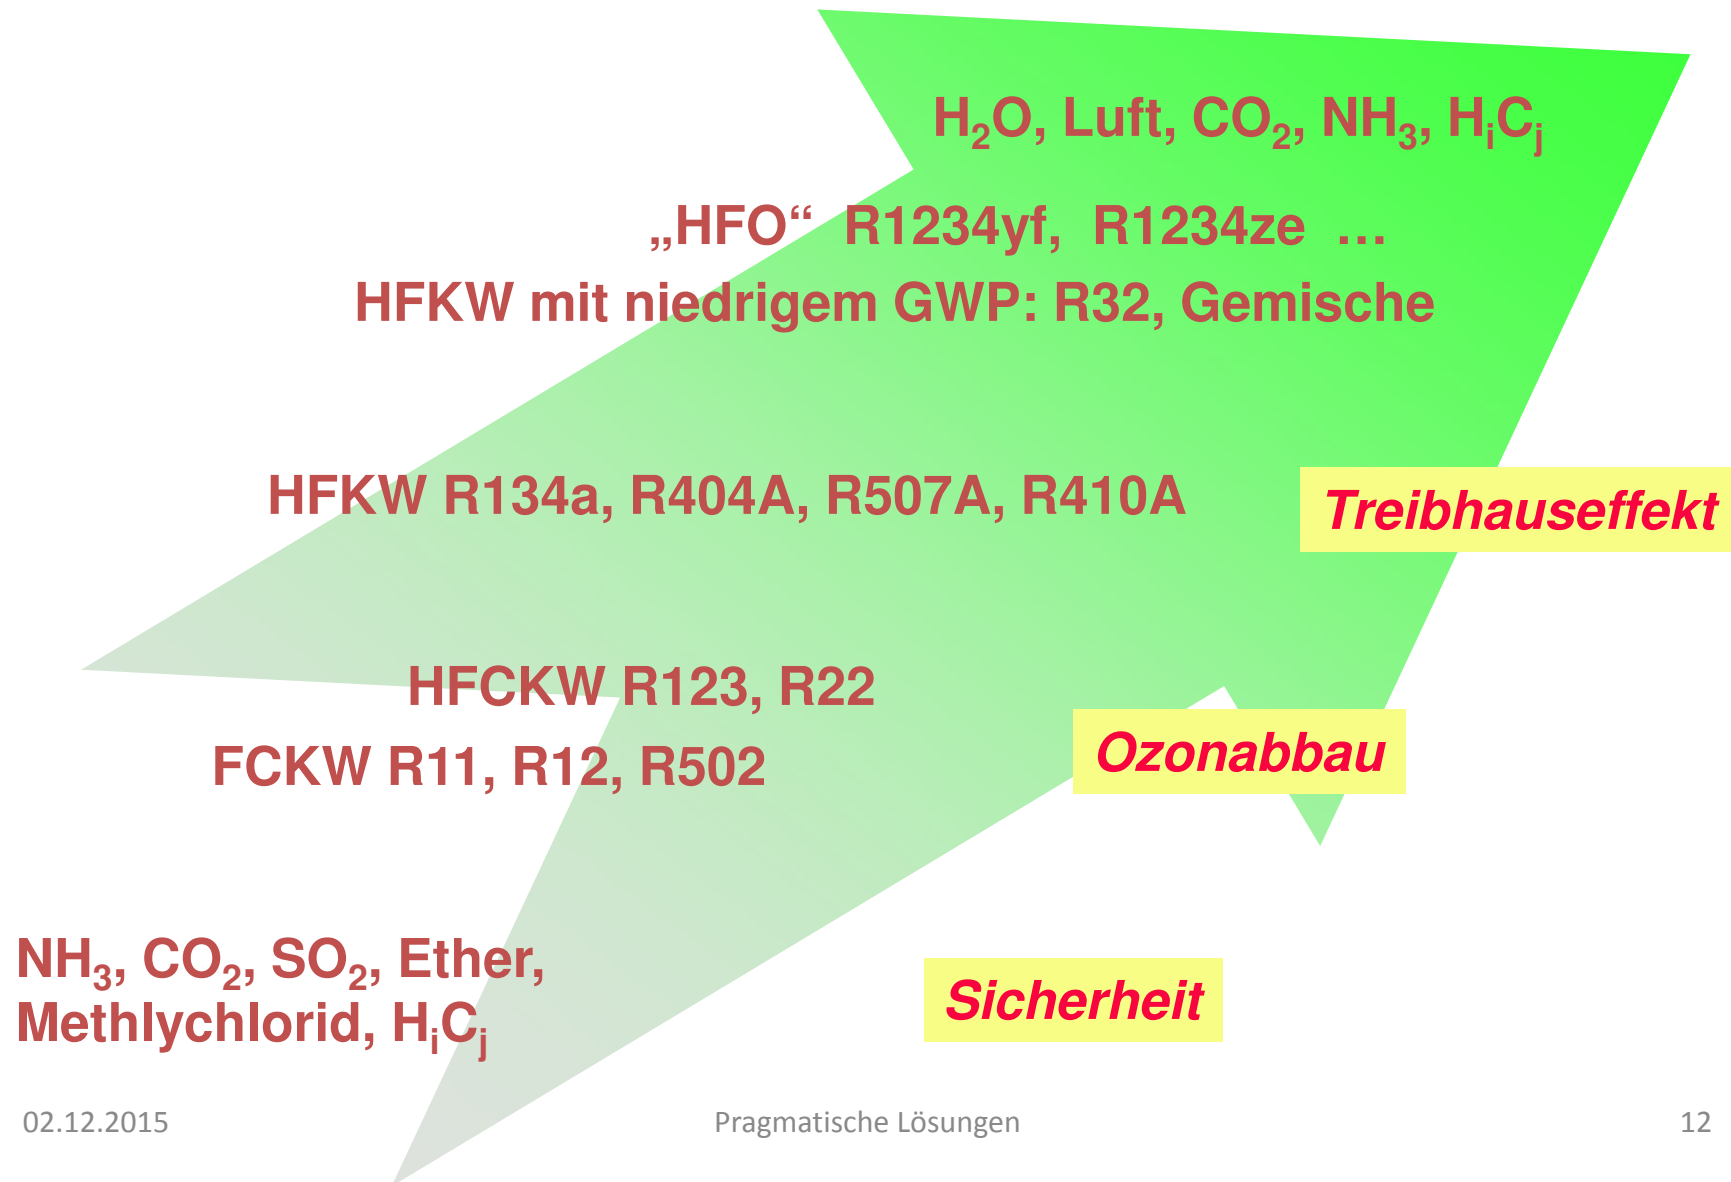 H₂O, Luft, CO₂, NH₃, HᵢCⱼ
„HFO“ R1234yf, R1234ze …
HFKW mit niedrigem GWP: R32, Gemische
HFKW R134a, R404A, R507A, R410A
Treibhauseffekt
HFCKW R123, R22
Ozonabbau
FCKW R11, R12, R502
NH₃, CO₂, SO₂, Ether,
Methlychlorid, HᵢCⱼ
Sicherheit
02.12.2015
Pragmatische Lösungen
12